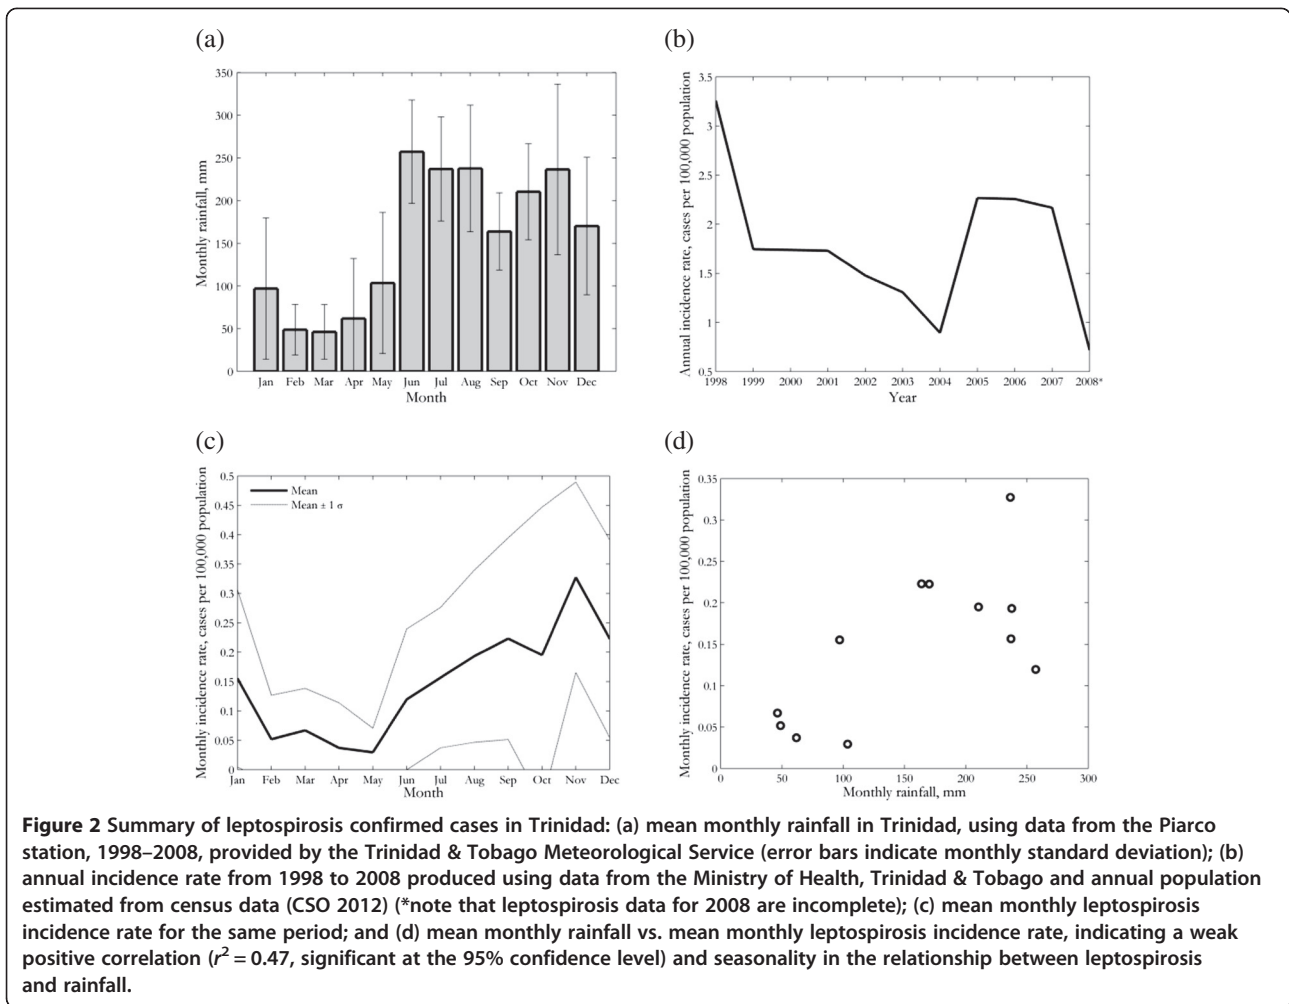 (a)
350
300
250
200
150
100
50
0
Monthly rainfall, mm
Jan Feb Mar Apr May Jun Jul Aug Sep Oct Nov Dec
Month
(b)
3.5
3
2.5
2
1.5
1
0.5
Annual incidence rate, cases per 100,000 population
1998 1999 2000 2001 2002 2003 2004 2005 2006 2007 2008*
Year
(c)
0.5
0.45
0.4
0.35
0.3
0.25
0.2
0.15
0.1
0.05
0
Monthly incidence rate, cases per 100,000 population
Mean
Mean ± 1 σ
Jan Feb Mar Apr May Jun Jul Aug Sep Oct Nov Dec
Month
(d)
0.35
0.3
0.25
0.2
0.15
0.1
0.05
0
Monthly incidence rate, cases per 100,000 population
0 50 100 150 200 250 300
Monthly rainfall, mm
Figure 2 Summary of leptospirosis confirmed cases in Trinidad: (a) mean monthly rainfall in Trinidad, using data from the Piarco
station, 1998–2008, provided by the Trinidad & Tobago Meteorological Service (error bars indicate monthly standard deviation); (b)
annual incidence rate from 1998 to 2008 produced using data from the Ministry of Health, Trinidad & Tobago and annual population
estimated from census data (CSO 2012) (*note that leptospirosis data for 2008 are incomplete); (c) mean monthly leptospirosis
incidence rate for the same period; and (d) mean monthly rainfall vs. mean monthly leptospirosis incidence rate, indicating a weak
positive correlation (r² = 0.47, significant at the 95% confidence level) and seasonality in the relationship between leptospirosis
and rainfall.